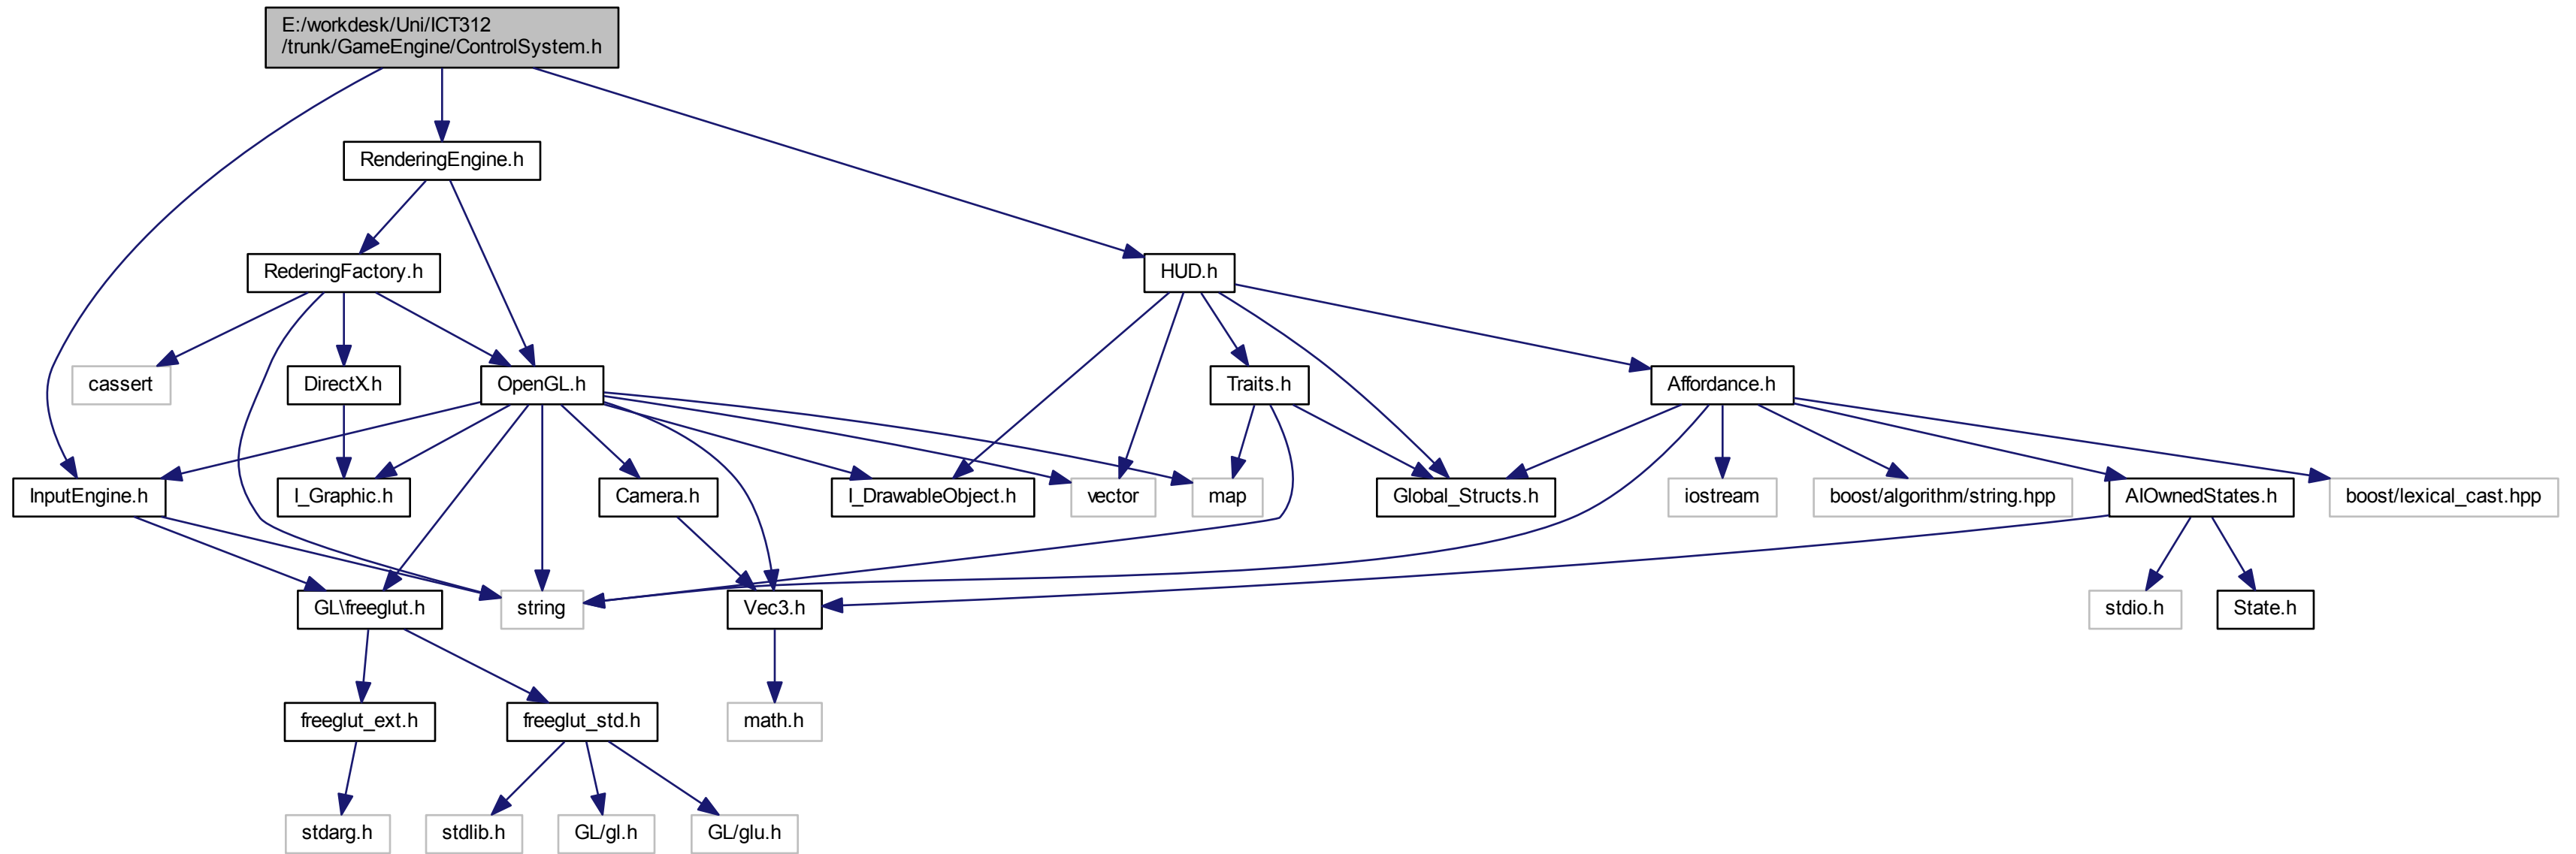 E:/workdesk/Uni/ICT312
/trunk/GameEngine/ControlSystem.h
RenderingEngine.h
RederingFactory.h
HUD.h
cassert
DirectX.h
OpenGL.h
Traits.h
Affordance.h
InputEngine.h
I_Graphic.h
Camera.h
I_DrawableObject.h
vector
map
Global_Structs.h
iostream
boost/algorithm/string.hpp
AIOwnedStates.h
boost/lexical_cast.hpp
GL\freeglut.h
string
Vec3.h
stdio.h
State.h
freeglut_ext.h
freeglut_std.h
math.h
stdarg.h
stdlib.h
GL/gl.h
GL/glu.h